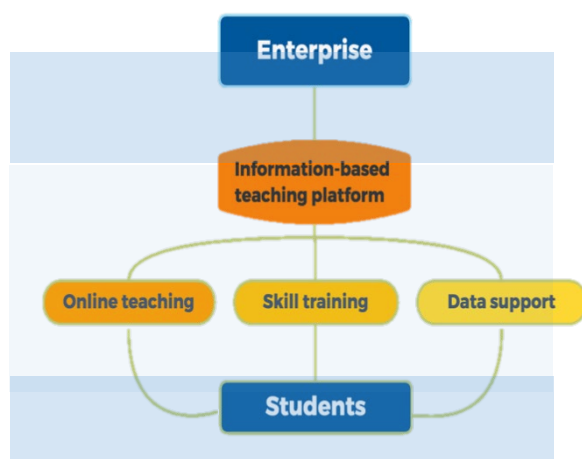 Enterprise
Information-based
teaching platform
Online teaching
Skill training
Data support
Students